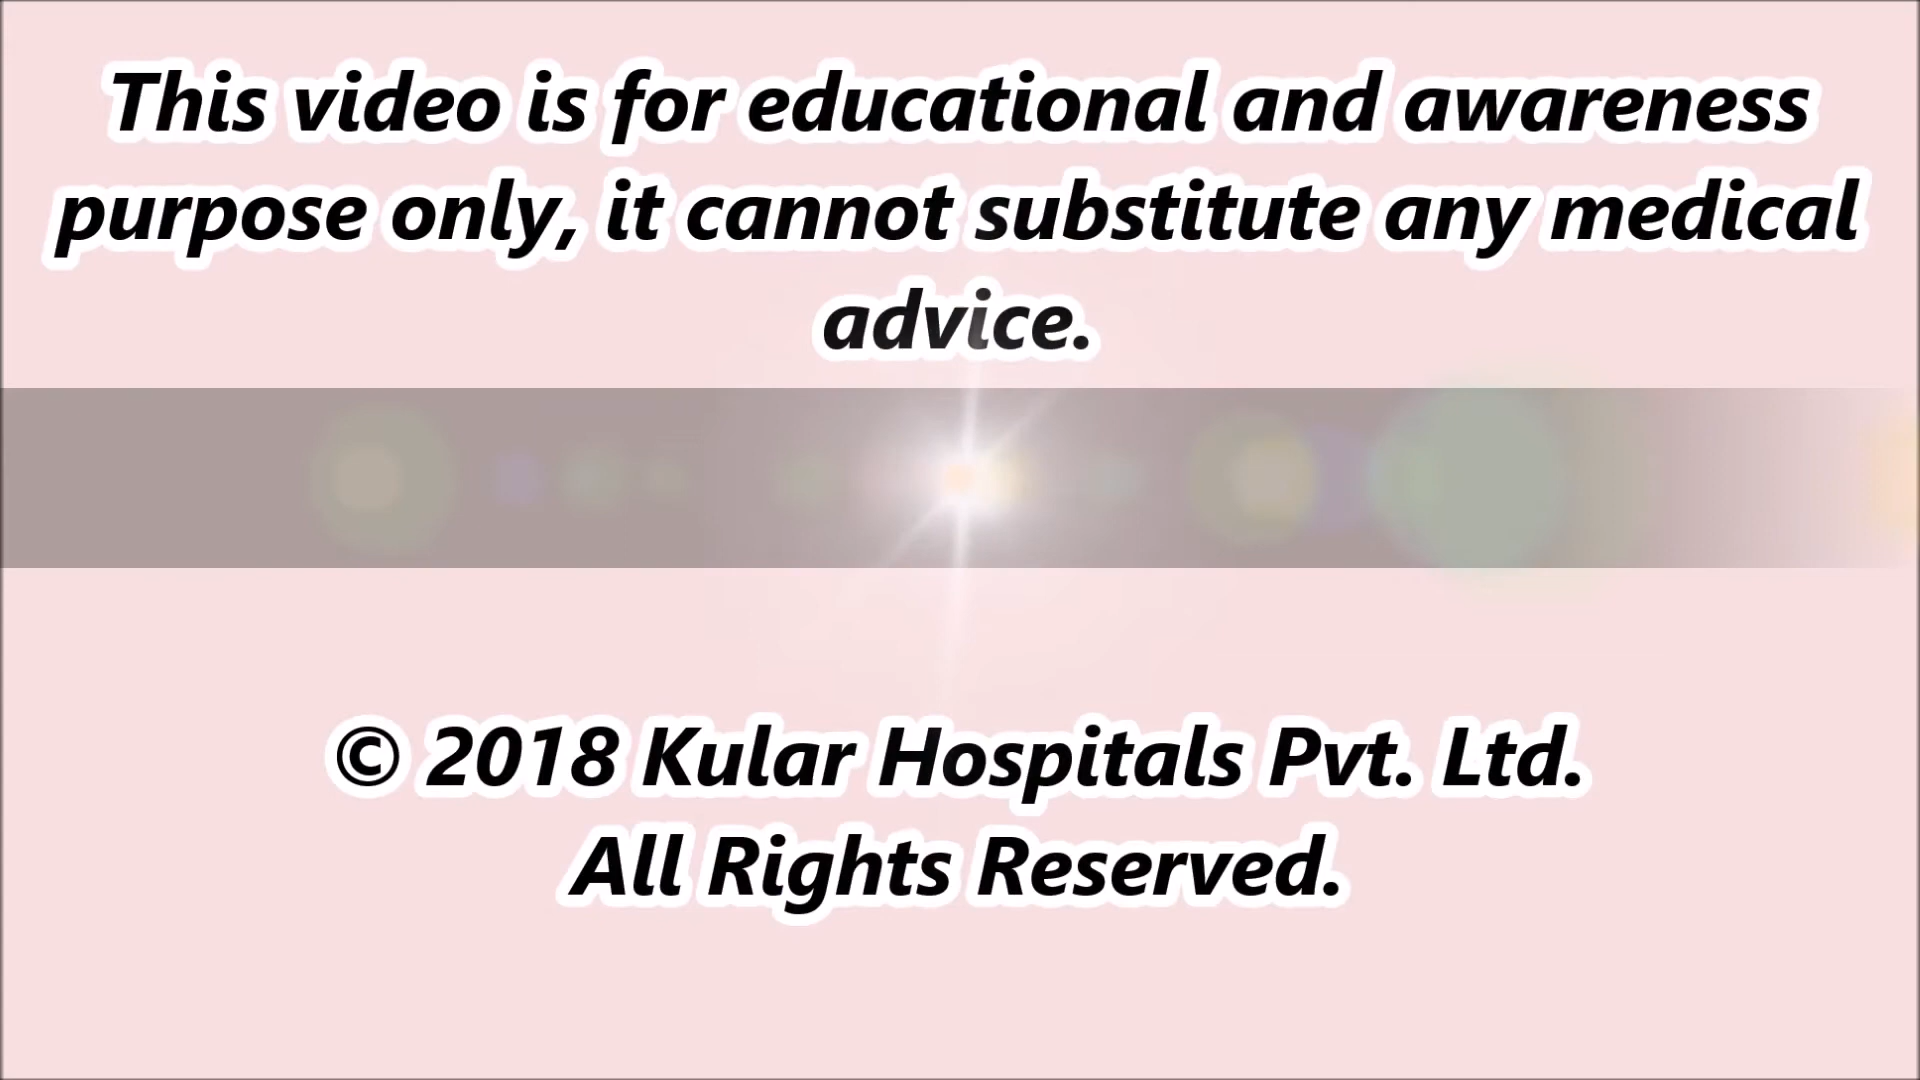 This video is for educational and awareness
purpose only, it cannot substitute any medical
advice.
© 2018 Kular Hospitals Pvt. Ltd.
All Rights Reserved.